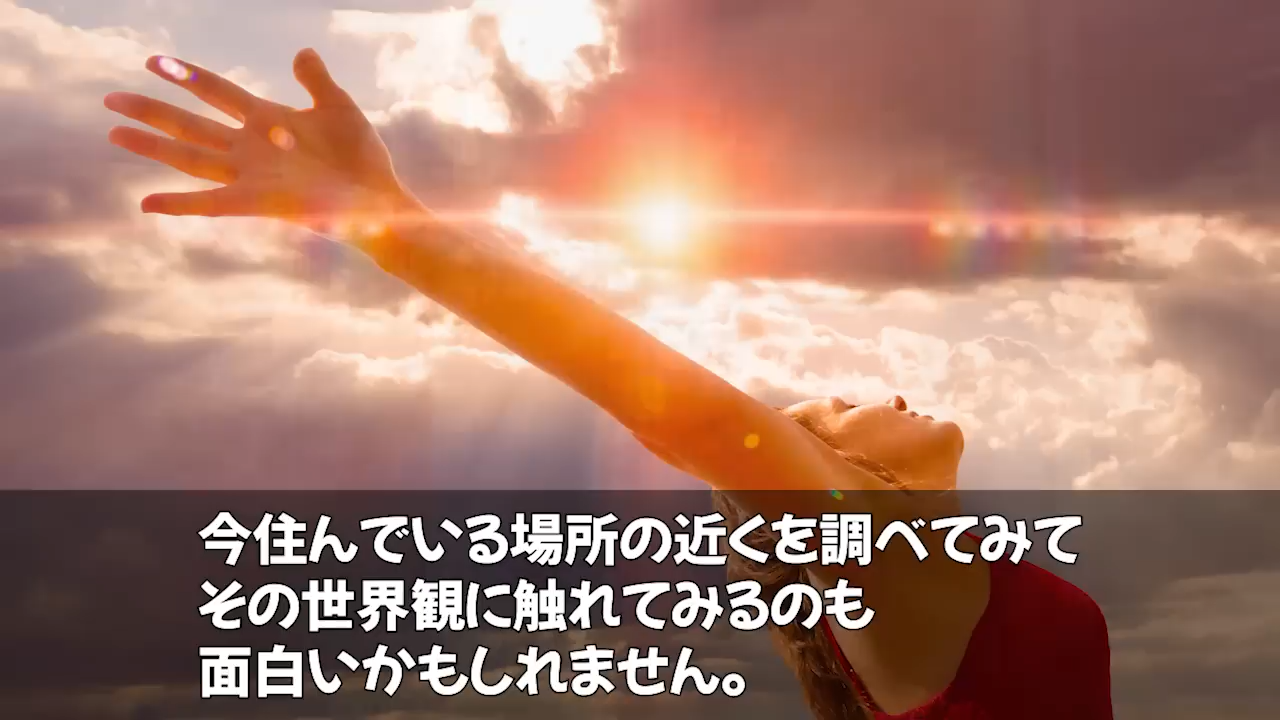 今住んでいる場所の近くを調べてみて
その世界観に触れてみるのも
面白いかもしれません。